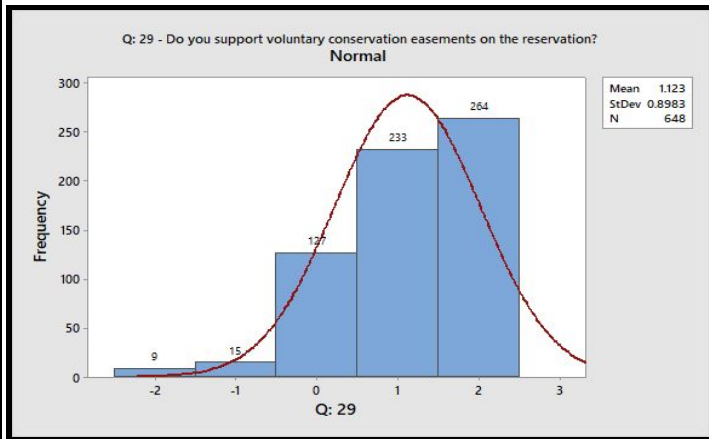 Q: 29 - Do you support voluntary conservation easements on the reservation?
Normal
Mean 1.123
StDev 0.8983
N 648
Frequency
300
250
200
150
100
50
0
9
15
127
233
264
-2
-1
0
1
2
3
Q: 29